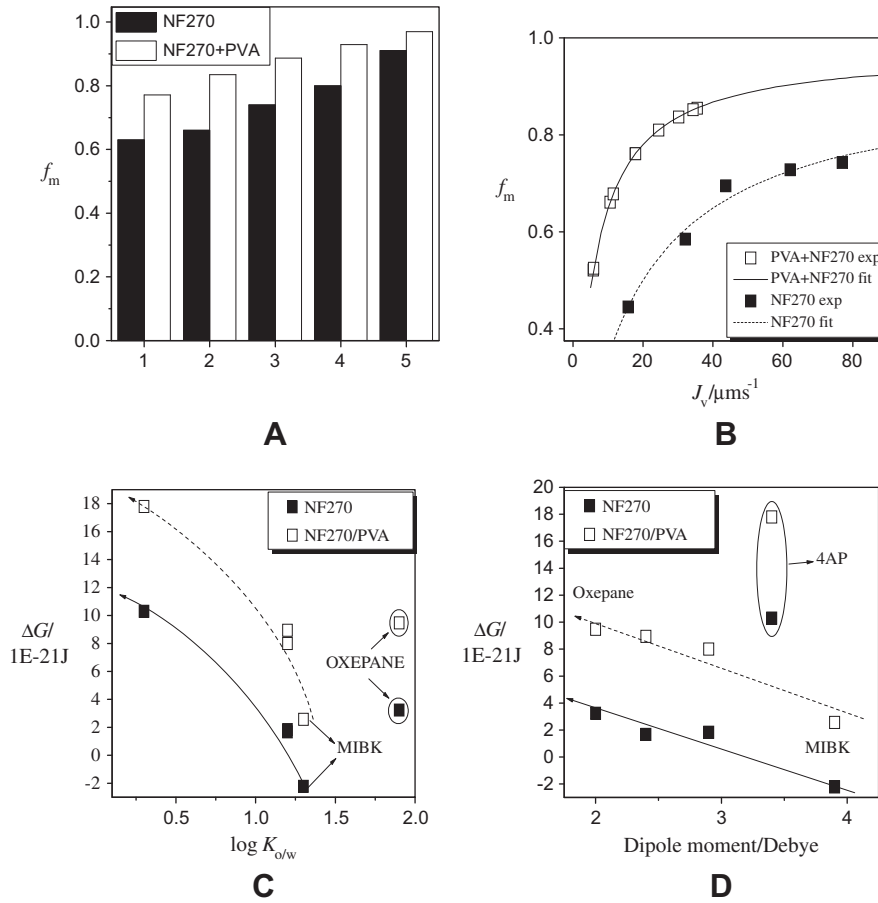 NF270
NF270+PVA
1.0
0.8
0.6
0.4
0.2
0.0
fm
1 2 3 4 5
A
1.0
0.8
0.6
0.4
fm
PVA+NF270 exp
PVA+NF270 fit
NF270 exp
NF270 fit
0 20 40 60 80
Jv/μms-1
B
18
16
14
12
10
8
6
4
2
0
-2
ΔG/
1E-21J
NF270
NF270/PVA
OXEPANE
MIBK
0.5 1.0 1.5 2.0
log Ko/w
C
20
18
16
14
12
10
8
6
4
2
0
-2
ΔG/
1E-21J
NF270
NF270/PVA
4AP
Oxepane
MIBK
2 3 4
Dipole moment/Debye
D